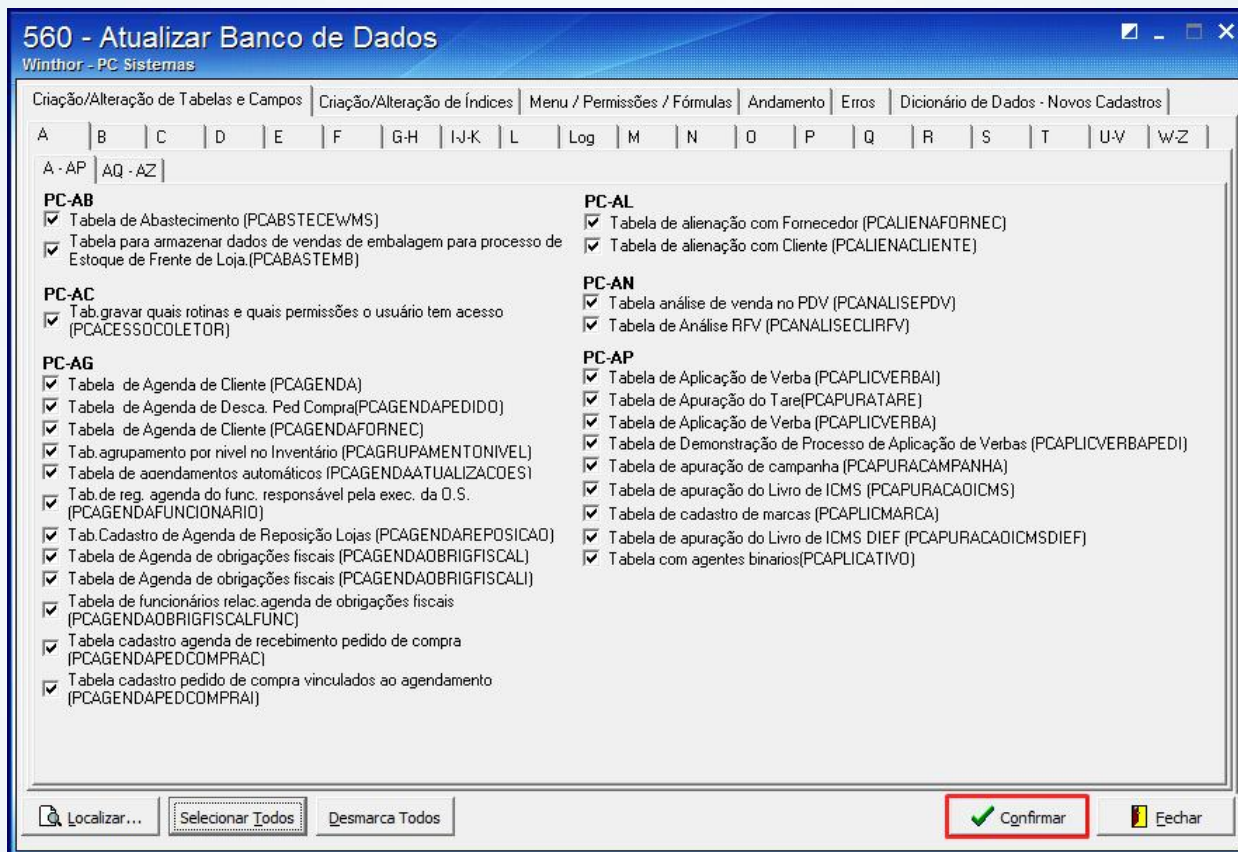 560 - Atualizar Banco de Dados
Winthor - PC Sistemas
Criação/Alteração de Tabelas e Campos Criação/Alteração de Índices Menu / Permissões / Fórmulas Andamento Erros Dicionário de Dados - Novos Cadastros
A B C D E F G-H I-J-K L Log M N O P Q R S T U-V W-Z
A - AP AQ - AZ
PC-AB
Tabela de Abastecimento (PCABSTECEWMS)
Tabela para armazenar dados de vendas de embalagem para processo de
Estoque de Frente de Loja.(PCABASTEMB)
PC-AC
Tab.gravar quais rotinas e quais permissões o usuário tem acesso
(PCACESSOCOLETOR)
PC-AG
Tabela de Agenda de Cliente (PCAGENDA)
Tabela de Agenda de Desca. Ped Compra(PCAGENDAPEDIDO)
Tabela de Agenda de Cliente (PCAGENDAFORNEC)
Tab.agrupamento por nivel no Inventário (PCAGRUPAMENTONIVEL)
Tabela de agendamentos automáticos (PCAGENDAATUALIZACOES)
Tab.de reg. agenda do func. responsável pela exec. da O.S.
(PCAGENDAFUNCIONARIO)
Tab.Cadastro de Agenda de Reposição Lojas (PCAGENDAREPOSICAO)
Tabela de Agenda de obrigações fiscais (PCAGENDAOBRIGFISCAL)
Tabela de Agenda de obrigações fiscais (PCAGENDAOBRIGFISCALI)
Tabela de funcionários relac.agenda de obrigações fiscais
(PCAGENDAOBRIGFISCALFUNC)
Tabela cadastro agenda de recebimento pedido de compra
(PCAGENDAPEDCOMPRAC)
Tabela cadastro pedido de compra vinculados ao agendamento
(PCAGENDAPEDCOMPRAI)
PC-AL
Tabela de alienação com Fornecedor (PCALIENAFORNEC)
Tabela de alienação com Cliente (PCALIENACLIENTE)
PC-AN
Tabela análise de venda no PDV (PCANALISEPDV)
Tabela de Análise RFV (PCANALISECLIRFV)
PC-AP
Tabela de Aplicação de Verba (PCAPLICVERBAI)
Tabela de Apuração do Tare(PCAPURATARE)
Tabela de Aplicação de Verba (PCAPLICVERBA)
Tabela de Demonstração de Processo de Aplicação de Verbas (PCAPLICVERBAPEDI)
Tabela de apuração de campanha (PCAPURACAMPANHA)
Tabela de apuração do Livro de ICMS (PCAPURACAOICMS)
Tabela de cadastro de marcas (PCAPLICMARCA)
Tabela de apuração do Livro de ICMS DIEF (PCAPURACAOICMSDIEF)
Tabela com agentes binarios(PCAPLICATIVO)
Localizar... Selecionar Todos Desmarca Todos Confirmar Fechar